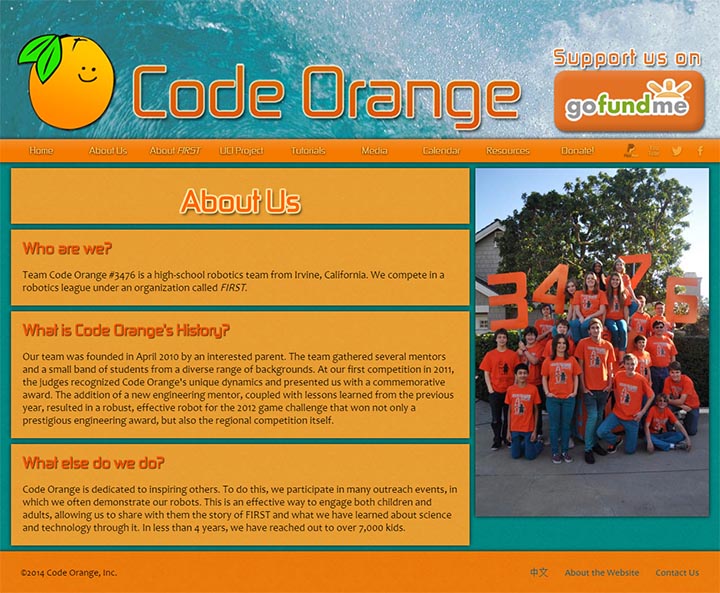 Code Orange
Support us on
gofundme
Home About Us About FIRST UCI Project Tutorials Media Calendar Resources Donate!
About Us
Who are we?
Team Code Orange #3476 is a high-school robotics team from Irvine, California. We compete in a
robotics league under an organization called FIRST.
What is Code Orange's History?
Our team was founded in April 2010 by an interested parent. The team gathered several mentors
and a small band of students from a diverse range of backgrounds. At our first competition in 2011,
the judges recognized Code Orange's unique dynamics and presented us with a commemorative
award. The addition of a new engineering mentor, coupled with lessons learned from the previous
year, resulted in a robust, effective robot for the 2012 game challenge that won not only a
prestigious engineering award, but also the regional competition itself.
What else do we do?
Code Orange is dedicated to inspiring others. To do this, we participate in many outreach events, in
which we often demonstrate our robots. This is an effective way to engage both children and
adults, allowing us to share with them the story of FIRST and what we have learned about science
and technology through it. In less than 4 years, we have reached out to over 7,000 kids.
3476
©2014 Code Orange, Inc.
中文 About the Website Contact Us